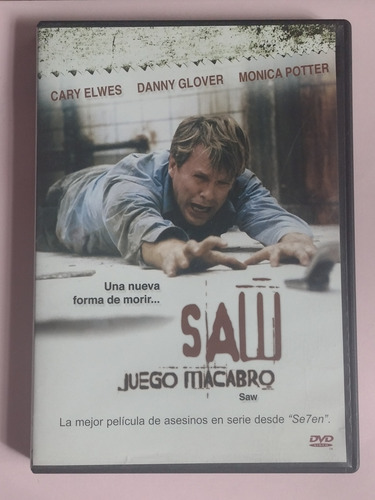 CARY ELWES DANNY GLOVER MONICA POTTER
Una nueva
forma de morir...
SAW
JUEGO MACABRO
Saw
La mejor película de asesinos en serie desde “Se7en”.
DVD